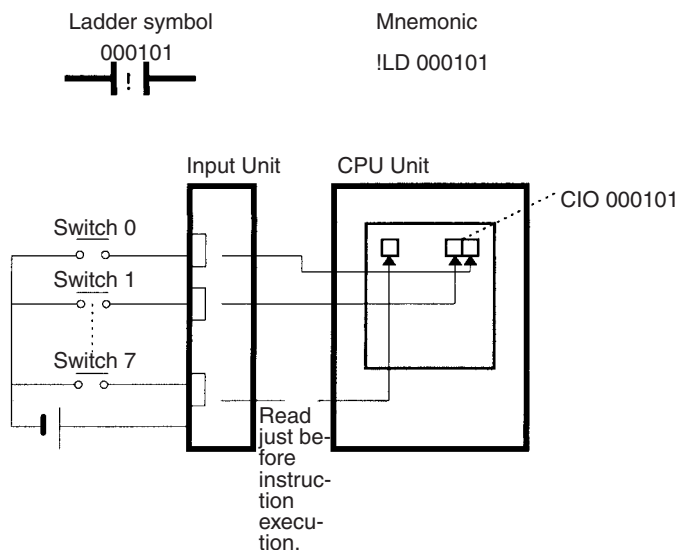 Ladder symbol
000101
!
Mnemonic
!LD 000101
Input Unit
CPU Unit
CIO 000101
Switch 0
Switch 1
Switch 7
Read
just be-
fore
instruc-
tion
execu-
tion.